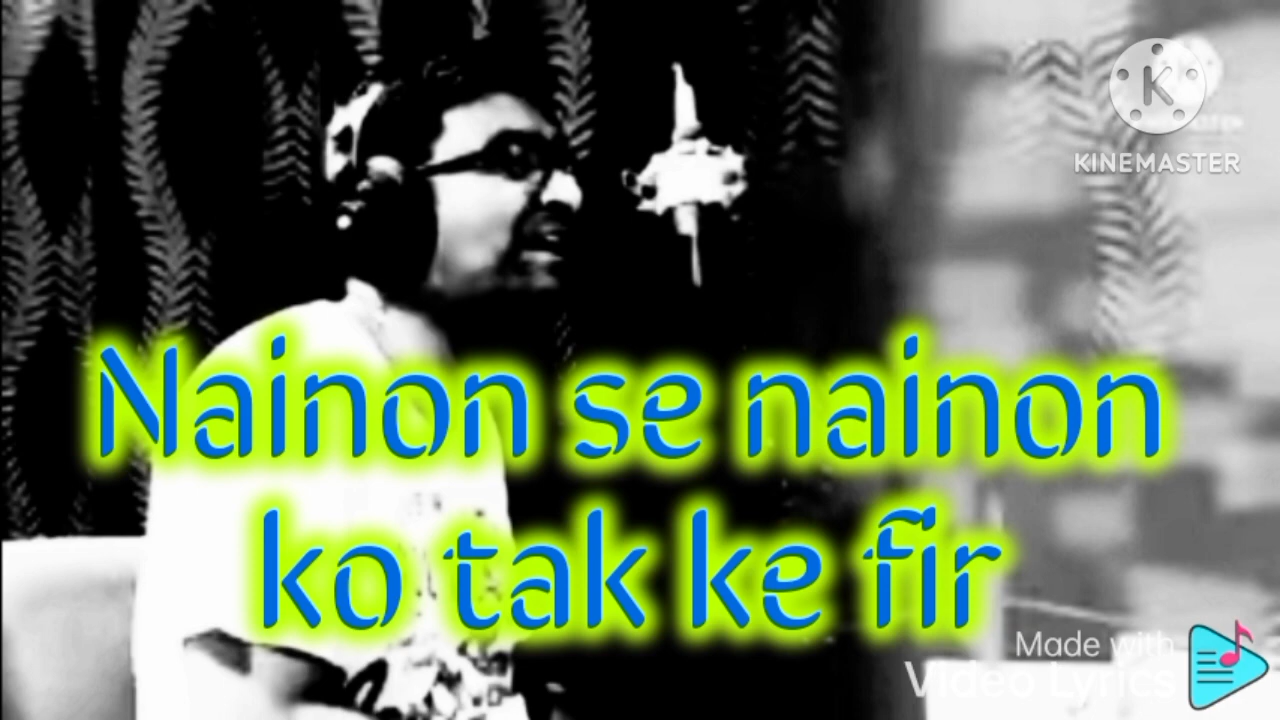 K
KINEMASTER
Nainon se nainon
ko tak ke fir
Made with
Video Lyrics